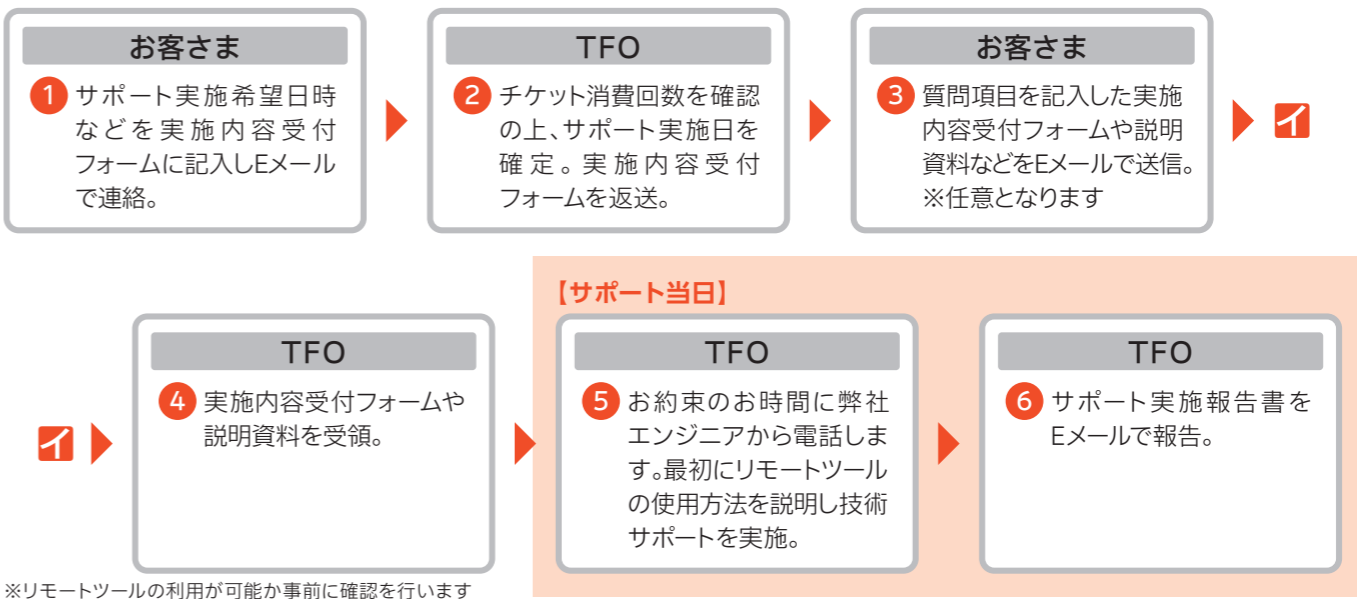 お客さま
1 サポート実施希望日時
などを実施内容受付
フォームに記入しEメール
で連絡。
TFO
2 チケット消費回数を確認
の上、サポート実施日を
確定。実施内容受付
フォームを返送。
お客さま
3 質問項目を記入した実施
内容受付フォームや説明
資料などをEメールで送信。
※任意となります
イ
イ
TFO
4 実施内容受付フォームや
説明資料を受領。
【サポート当日】
TFO
5 お約束のお時間に弊社
エンジニアから電話しま
す。最初にリモートツール
の使用方法を説明し技術
サポートを実施。
TFO
6 サポート実施報告書を
Eメールで報告。
※リモートツールの利用が可能か事前に確認を行います